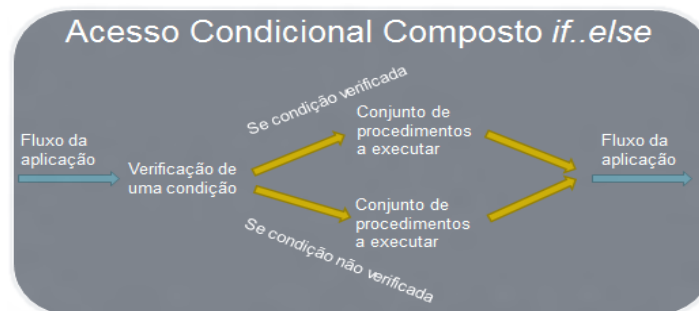 Acesso Condicional Composto if..else
Se condição verificada
Conjunto de
procedimentos
a executar
Fluxo da
aplicação
Verificação de
uma condição
Fluxo da
aplicação
Conjunto de
procedimentos
a executar
Se condição não verificada